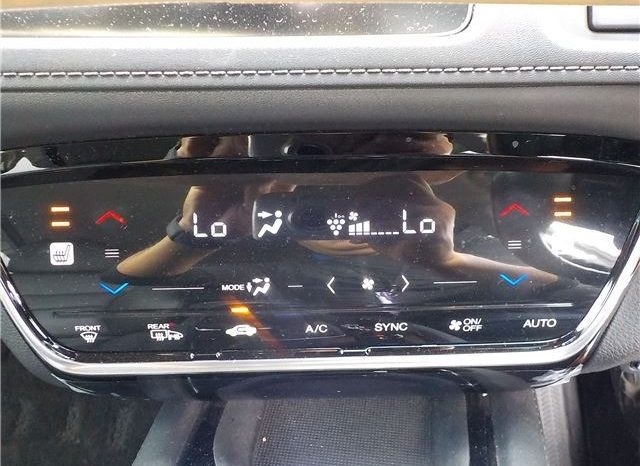 Lo Lo
MODE
FRONT REAR A/C SYNC ON/OFF AUTO